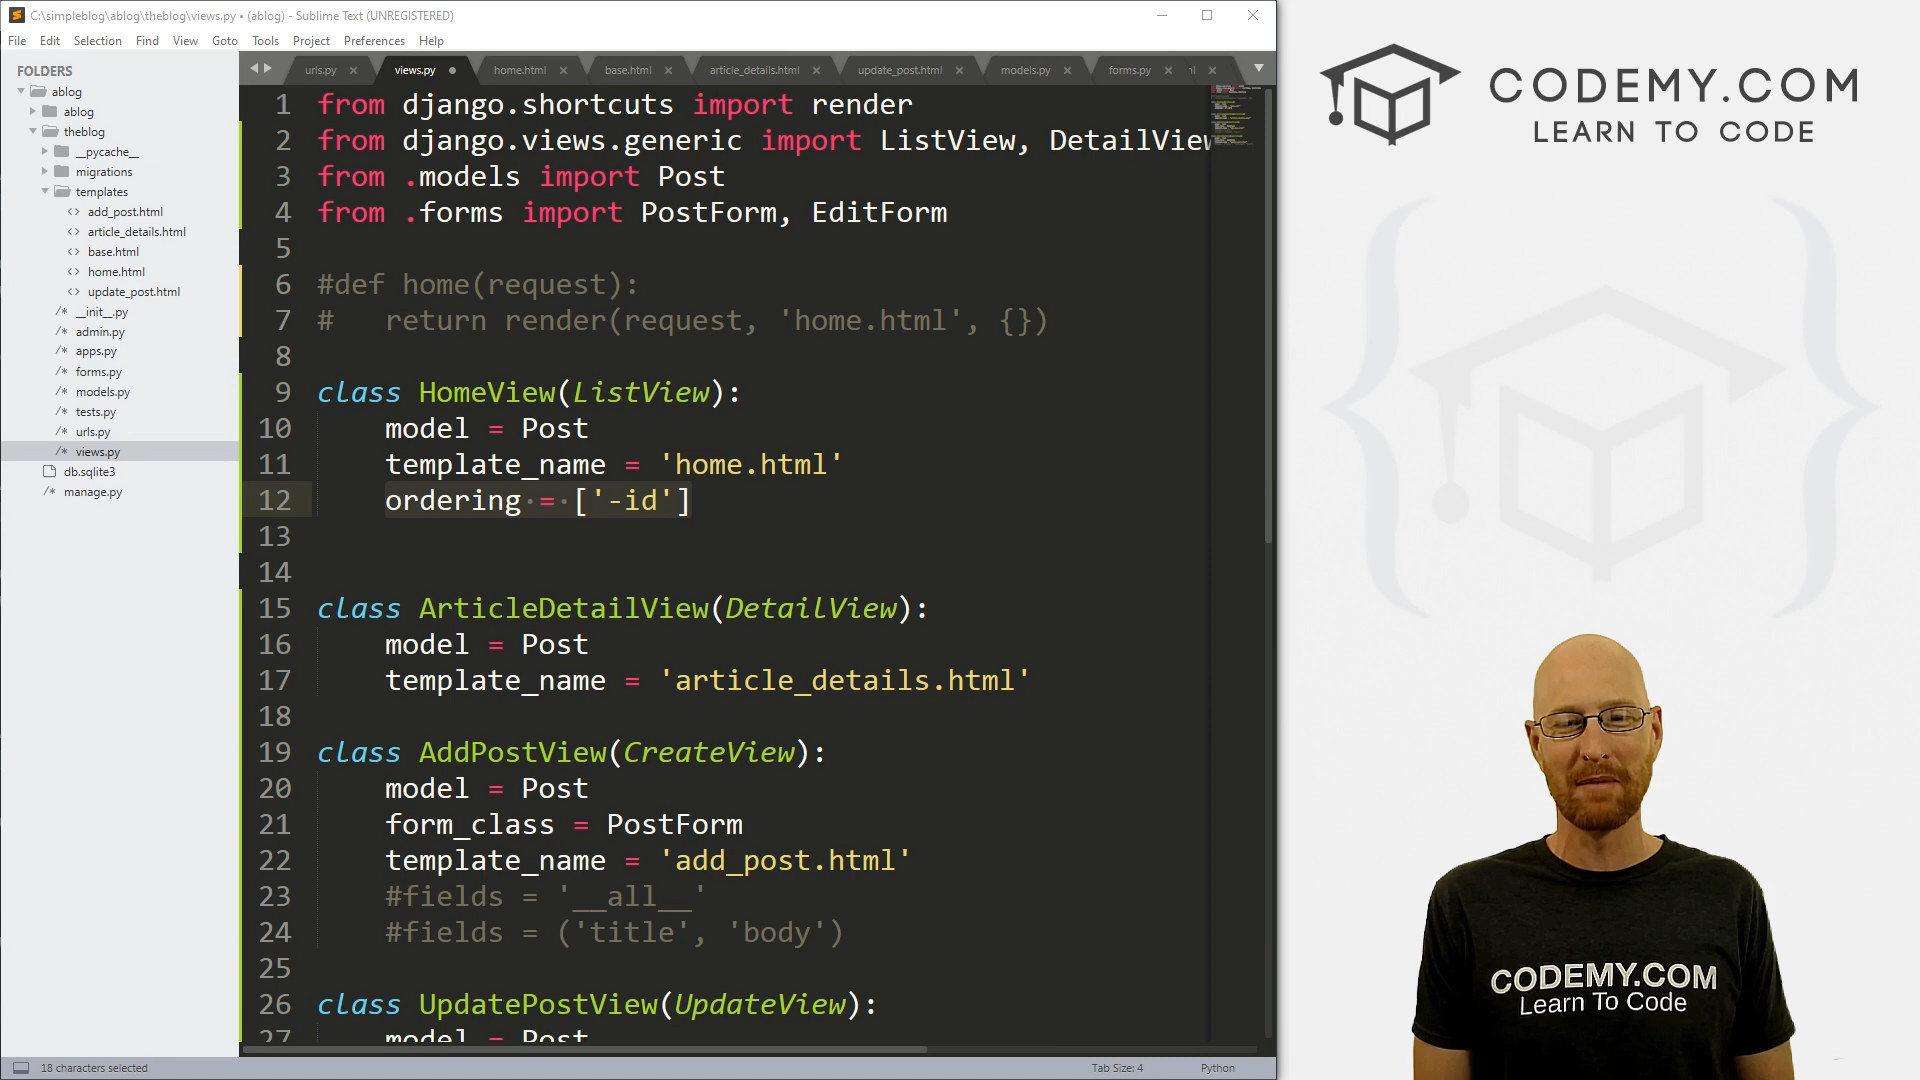 C:\simpleblog\ablog\theblog\views.py • (ablog) - Sublime Text (UNREGISTERED)
File Edit Selection Find View Goto Tools Project Preferences Help
FOLDERS
ablog
ablog
theblog
__pycache__
migrations
templates
<> add_post.html
<> article_details.html
<> base.html
<> home.html
<> update_post.html
/* __init__.py
/* admin.py
/* apps.py
/* forms.py
/* models.py
/* tests.py
/* urls.py
/* views.py
db.sqlite3
/* manage.py
urls.py views.py home.html base.html article_details.html update_post.html models.py forms.py
1 from django.shortcuts import render
2 from django.views.generic import ListView, DetailView
3 from .models import Post
4 from .forms import PostForm, EditForm
5
6 #def home(request):
7 #   return render(request, 'home.html', {})
8
9 class HomeView(ListView):
10     model = Post
11     template_name = 'home.html'
12     ordering = ['-id']
13
14
15 class ArticleDetailView(DetailView):
16     model = Post
17     template_name = 'article_details.html'
18
19 class AddPostView(CreateView):
20     model = Post
21     form_class = PostForm
22     template_name = 'add_post.html'
23     #fields = '__all__'
24     #fields = ('title', 'body')
25
26 class UpdatePostView(UpdateView):
27     model = Post
18 characters selected
Tab Size: 4
Python
CODEMY.COM
LEARN TO CODE
CODEMY.COM
Learn To Code